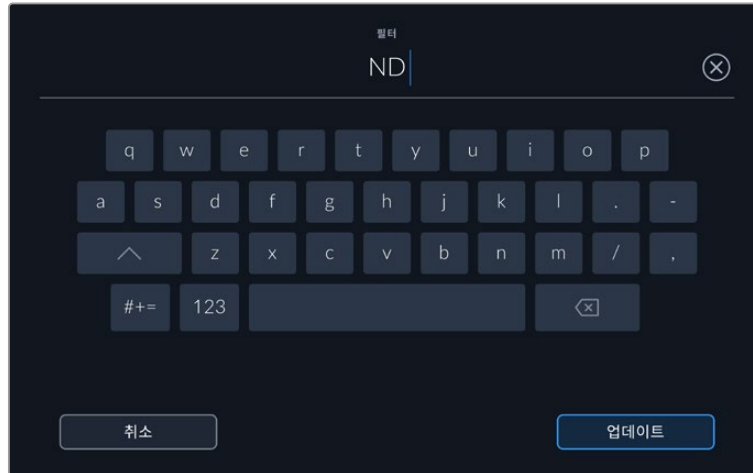 필터
ND
q w e r t y u i o p
a s d f g h j k l . -
z x c v b n m / ,
#+= 123
취소 업데이트